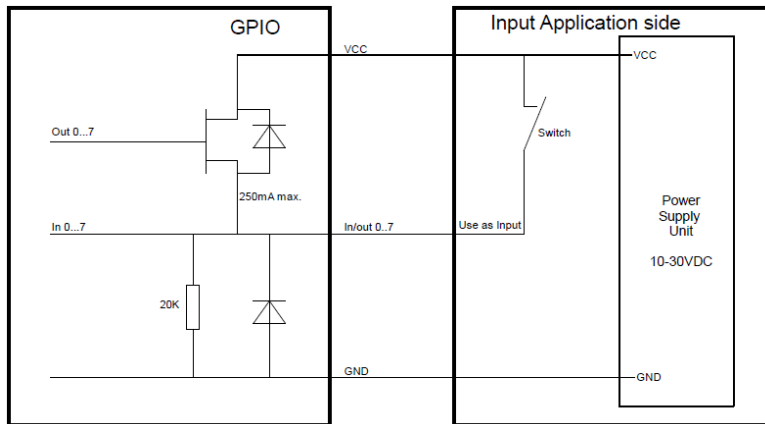 GPIO
Input Application side
VCC
VCC
Out 0...7
Switch
250mA max.
In 0...7
In/out 0..7
Use as Input
Power
Supply
Unit
10-30VDC
20K
GND
GND